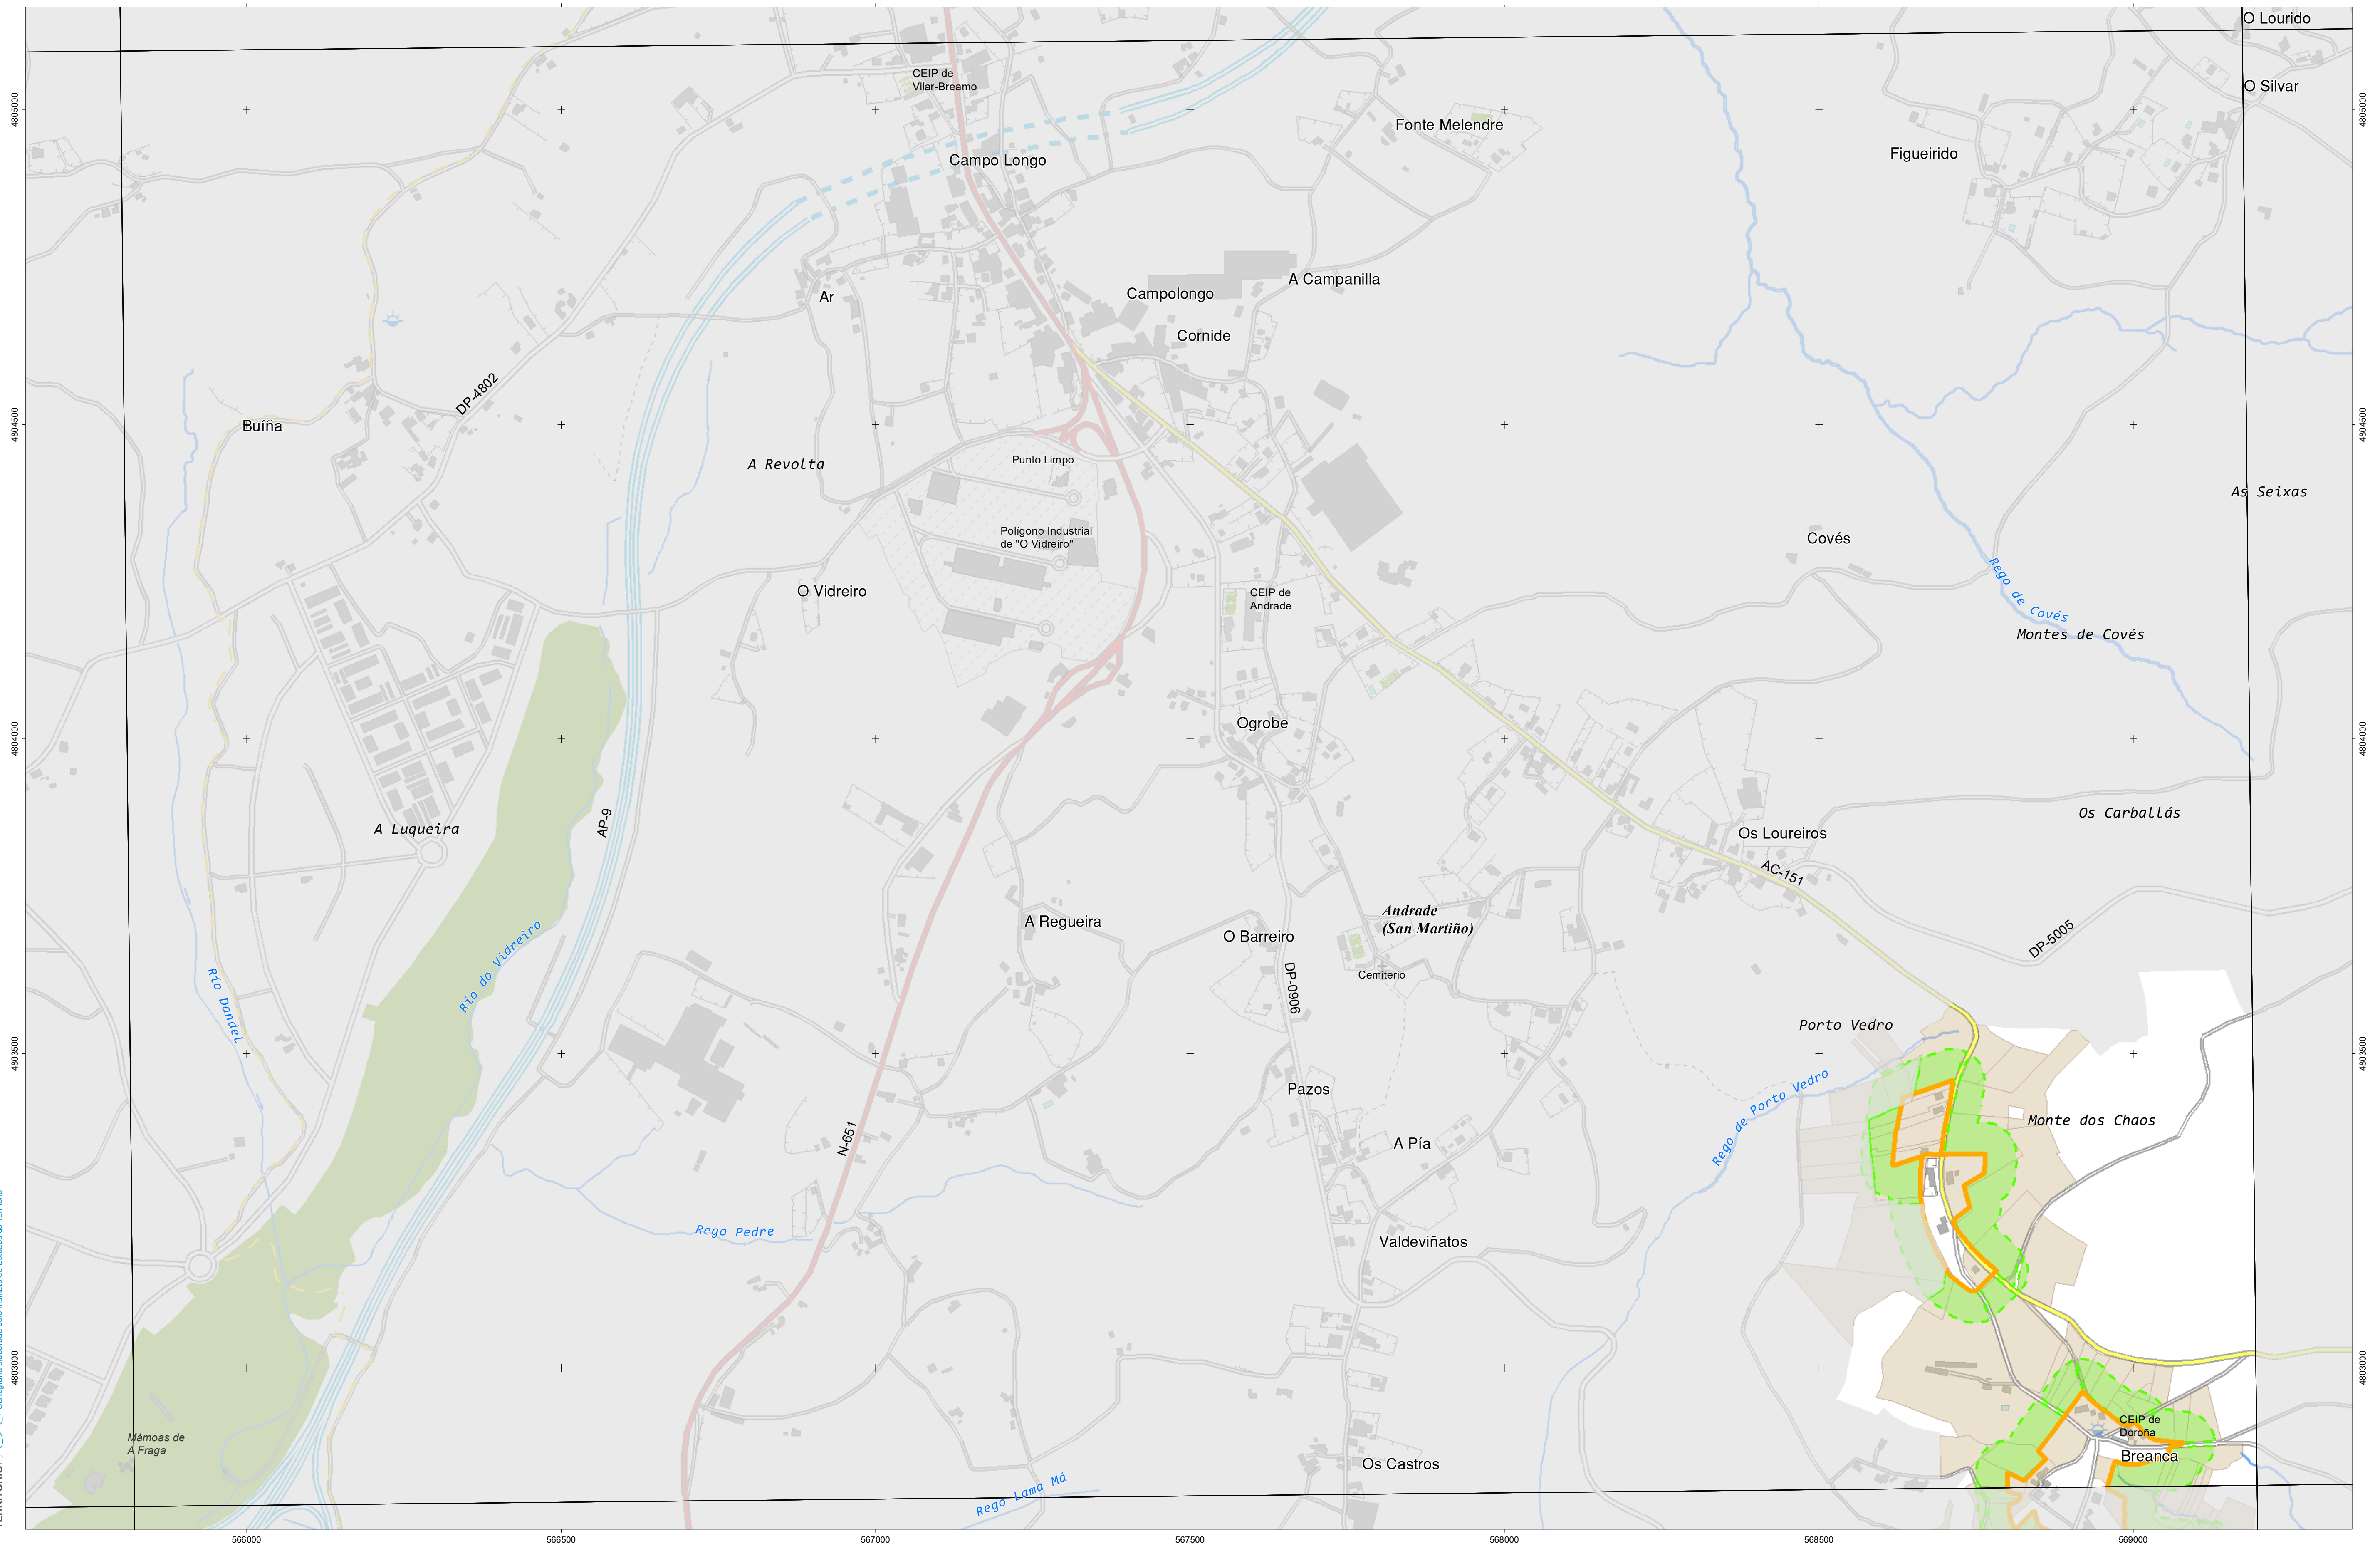 O Lourido
CEIP de
Vilar-Breamo
O Silvar
Fonte Melendre
Campo Longo
Figueirido
A Campanilla
Ar
Campolongo
Cornide
DP-4802
Buíña
A Revolta
Punto Limpo
As Seixas
Polígono Industrial
de "O Vidreiro"
Covés
O Vidreiro
CEIP de
Andrade
Rego de Covés
Montes de Covés
Ogrobe
Os Carballás
AP-9
A Luqueira
Os Loureiros
AC-151
A Regueira
Andrade
(San Martiño)
O Barreiro
DP-5005
Río do Vidreiro
Río Dandel
Cemiterio
DP-0906
Porto Vedro
Pazos
Rego de Porto Vedro
Monte dos Chaos
N-651
A Pía
Rego Pedre
Valdeviñatos
CEIP de
Doroña
Mámoas de
A Fraga
Breanca
Os Castros
Rego Lama Má
566000
566500
567000
567500
568000
568500
569000
4805000
4804500
4804000
4803500
4803000
4805000
4804500
4804000
4803500
4803000